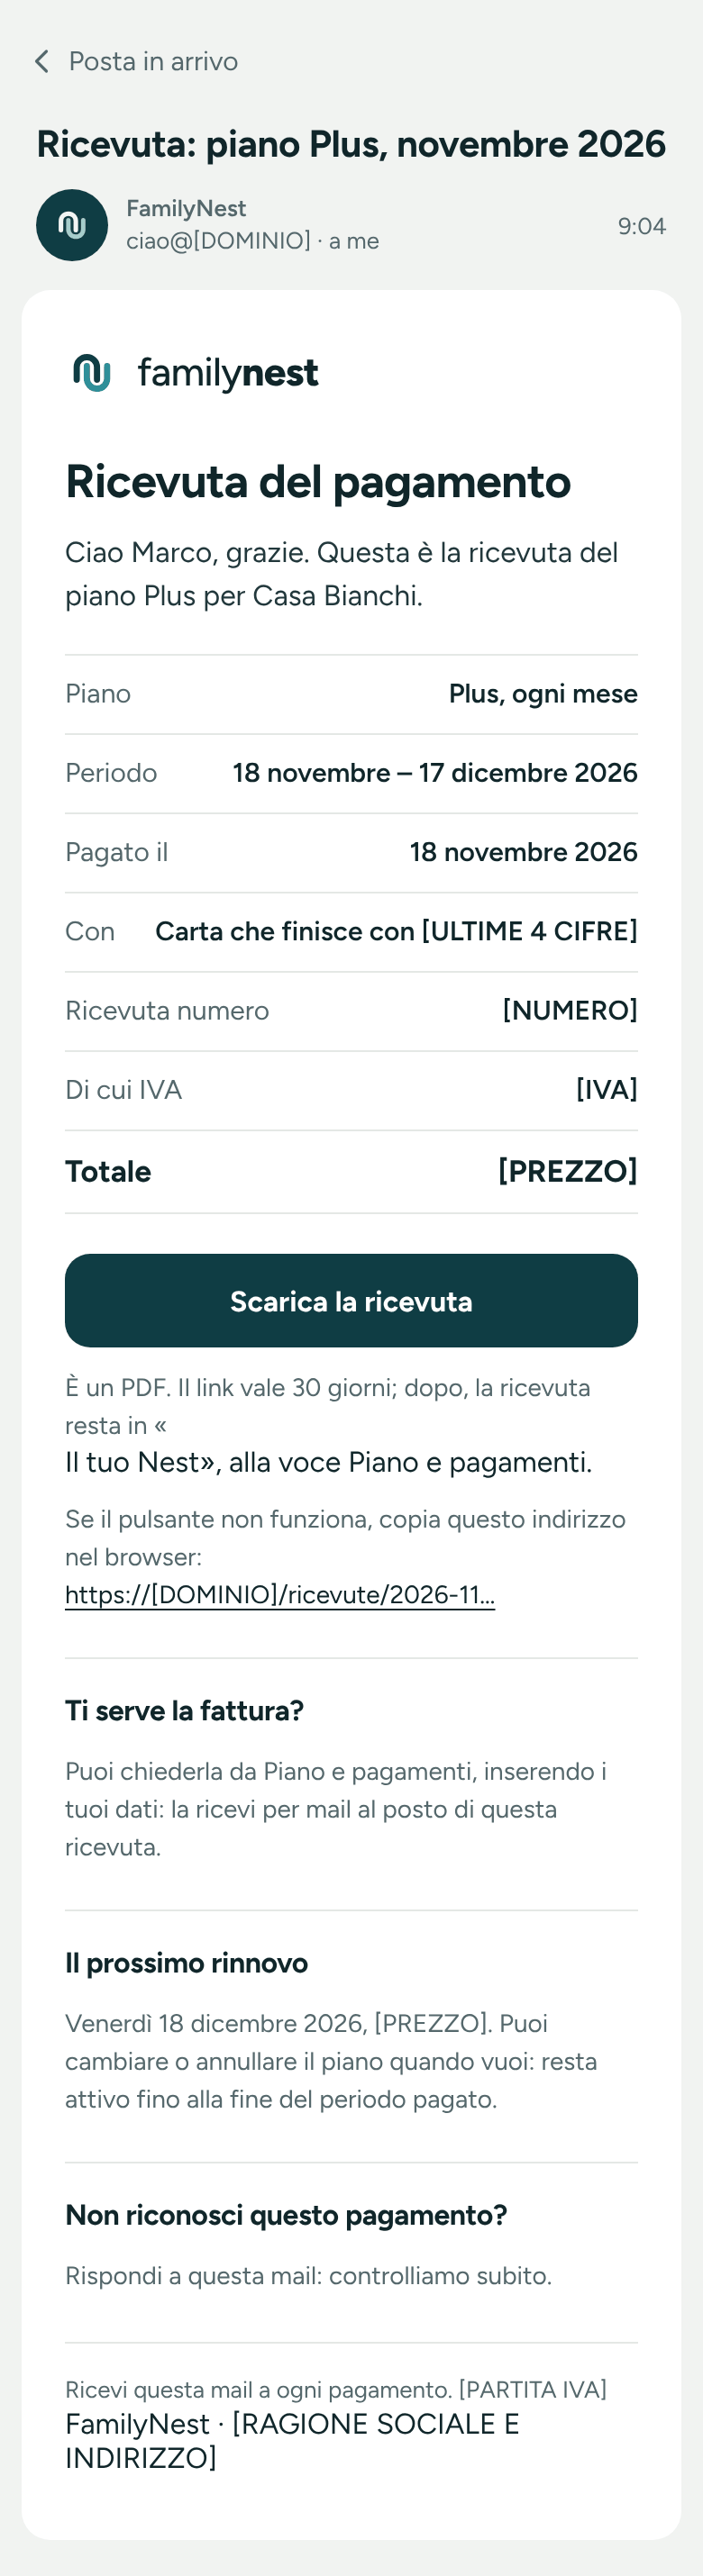 Posta in arrivo
Ricevuta: piano Plus, novembre 2026
FamilyNest
ciao@[DOMINIO] · a me
9:04
familynest
Ricevuta del pagamento
Ciao Marco, grazie. Questa è la ricevuta del
piano Plus per Casa Bianchi.
Piano Plus, ogni mese
Periodo 18 novembre – 17 dicembre 2026
Pagato il 18 novembre 2026
Con Carta che finisce con [ULTIME 4 CIFRE]
Ricevuta numero [NUMERO]
Di cui IVA [IVA]
Totale [PREZZO]
Scarica la ricevuta
È un PDF. Il link vale 30 giorni; dopo, la ricevuta
resta in «
Il tuo Nest», alla voce Piano e pagamenti.
Se il pulsante non funziona, copia questo indirizzo
nel browser:
https://[DOMINIO]/ricevute/2026-11…
Ti serve la fattura?
Puoi chiederla da Piano e pagamenti, inserendo i
tuoi dati: la ricevi per mail al posto di questa
ricevuta.
Il prossimo rinnovo
Venerdì 18 dicembre 2026, [PREZZO]. Puoi
cambiare o annullare il piano quando vuoi: resta
attivo fino alla fine del periodo pagato.
Non riconosci questo pagamento?
Rispondi a questa mail: controlliamo subito.
Ricevi questa mail a ogni pagamento. [PARTITA IVA]
FamilyNest · [RAGIONE SOCIALE E
INDIRIZZO]